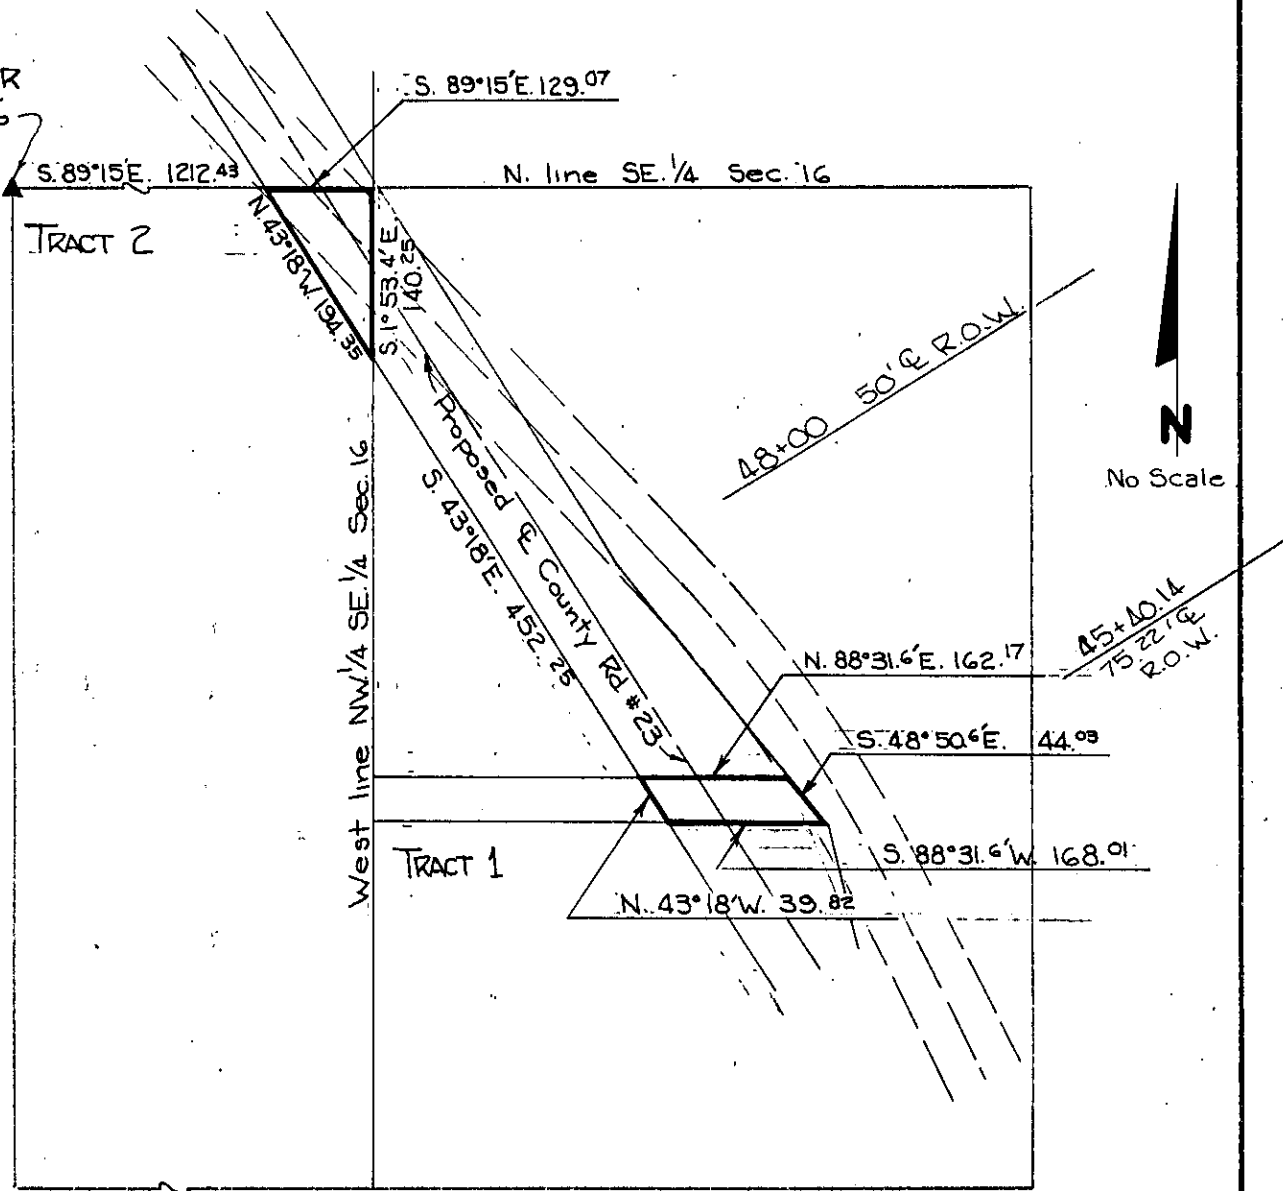 R
S. 89°15'E. 129.07
S. 89°15'E. 1212.43
N. line SE. 1/4 Sec. 16
TRACT 2
N. 43°18'W. 194.35
S. 1°53.4'E.
140.25
50' ℄ R.O.W.
48+00
N
No Scale
Proposed ℄ County Rd #23
S. 43°18'E. 452.25
West line NW. 1/4 SE. 1/4 Sec. 16
45+40.14
75.22' ℄
R.O.W.
N. 88°31.6'E. 162.17
S. 48°50.6'E. 44.03
TRACT 1
S. 88°31.6'W. 168.01
N. 43°18'W. 39.82